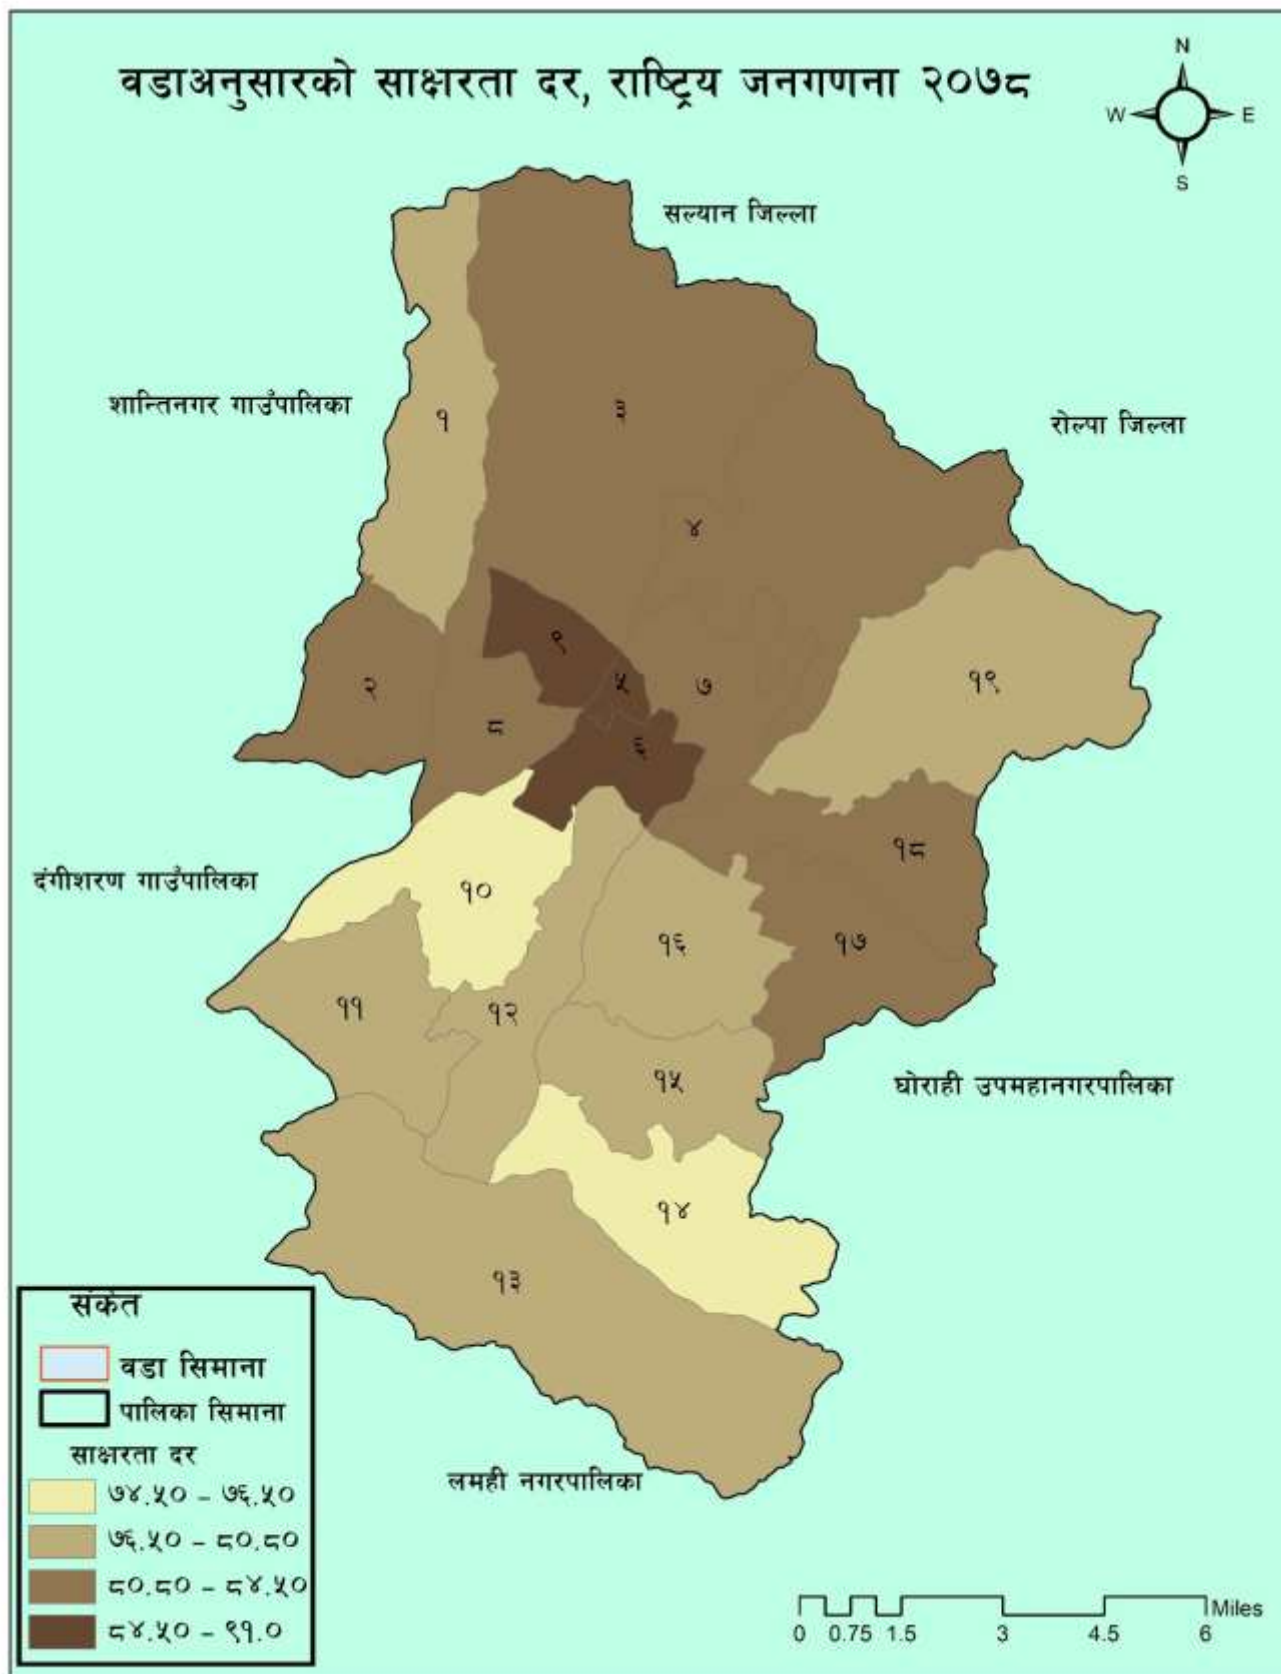 वडाअनुसारको साक्षरता दर, राष्ट्रिय जनगणना २०७८
N
W E
S
सल्यान जिल्ला
शान्तिनगर गाउँपालिका
१
३
रोल्पा जिल्ला
४
९
५
२
७
१९
८
६
१८
दंगीशरण गाउँपालिका
१०
१६
१७
११
१२
१५
घोराही उपमहानगरपालिका
१४
१३
लमही नगरपालिका
संकेत
वडा सिमाना
पालिका सिमाना
साक्षरता दर
७४.५० - ७६.५०
७६.५० - ८०.८०
८०.८० - ८४.५०
८४.५० - ९१.०
Miles
0 0.75 1.5 3 4.5 6